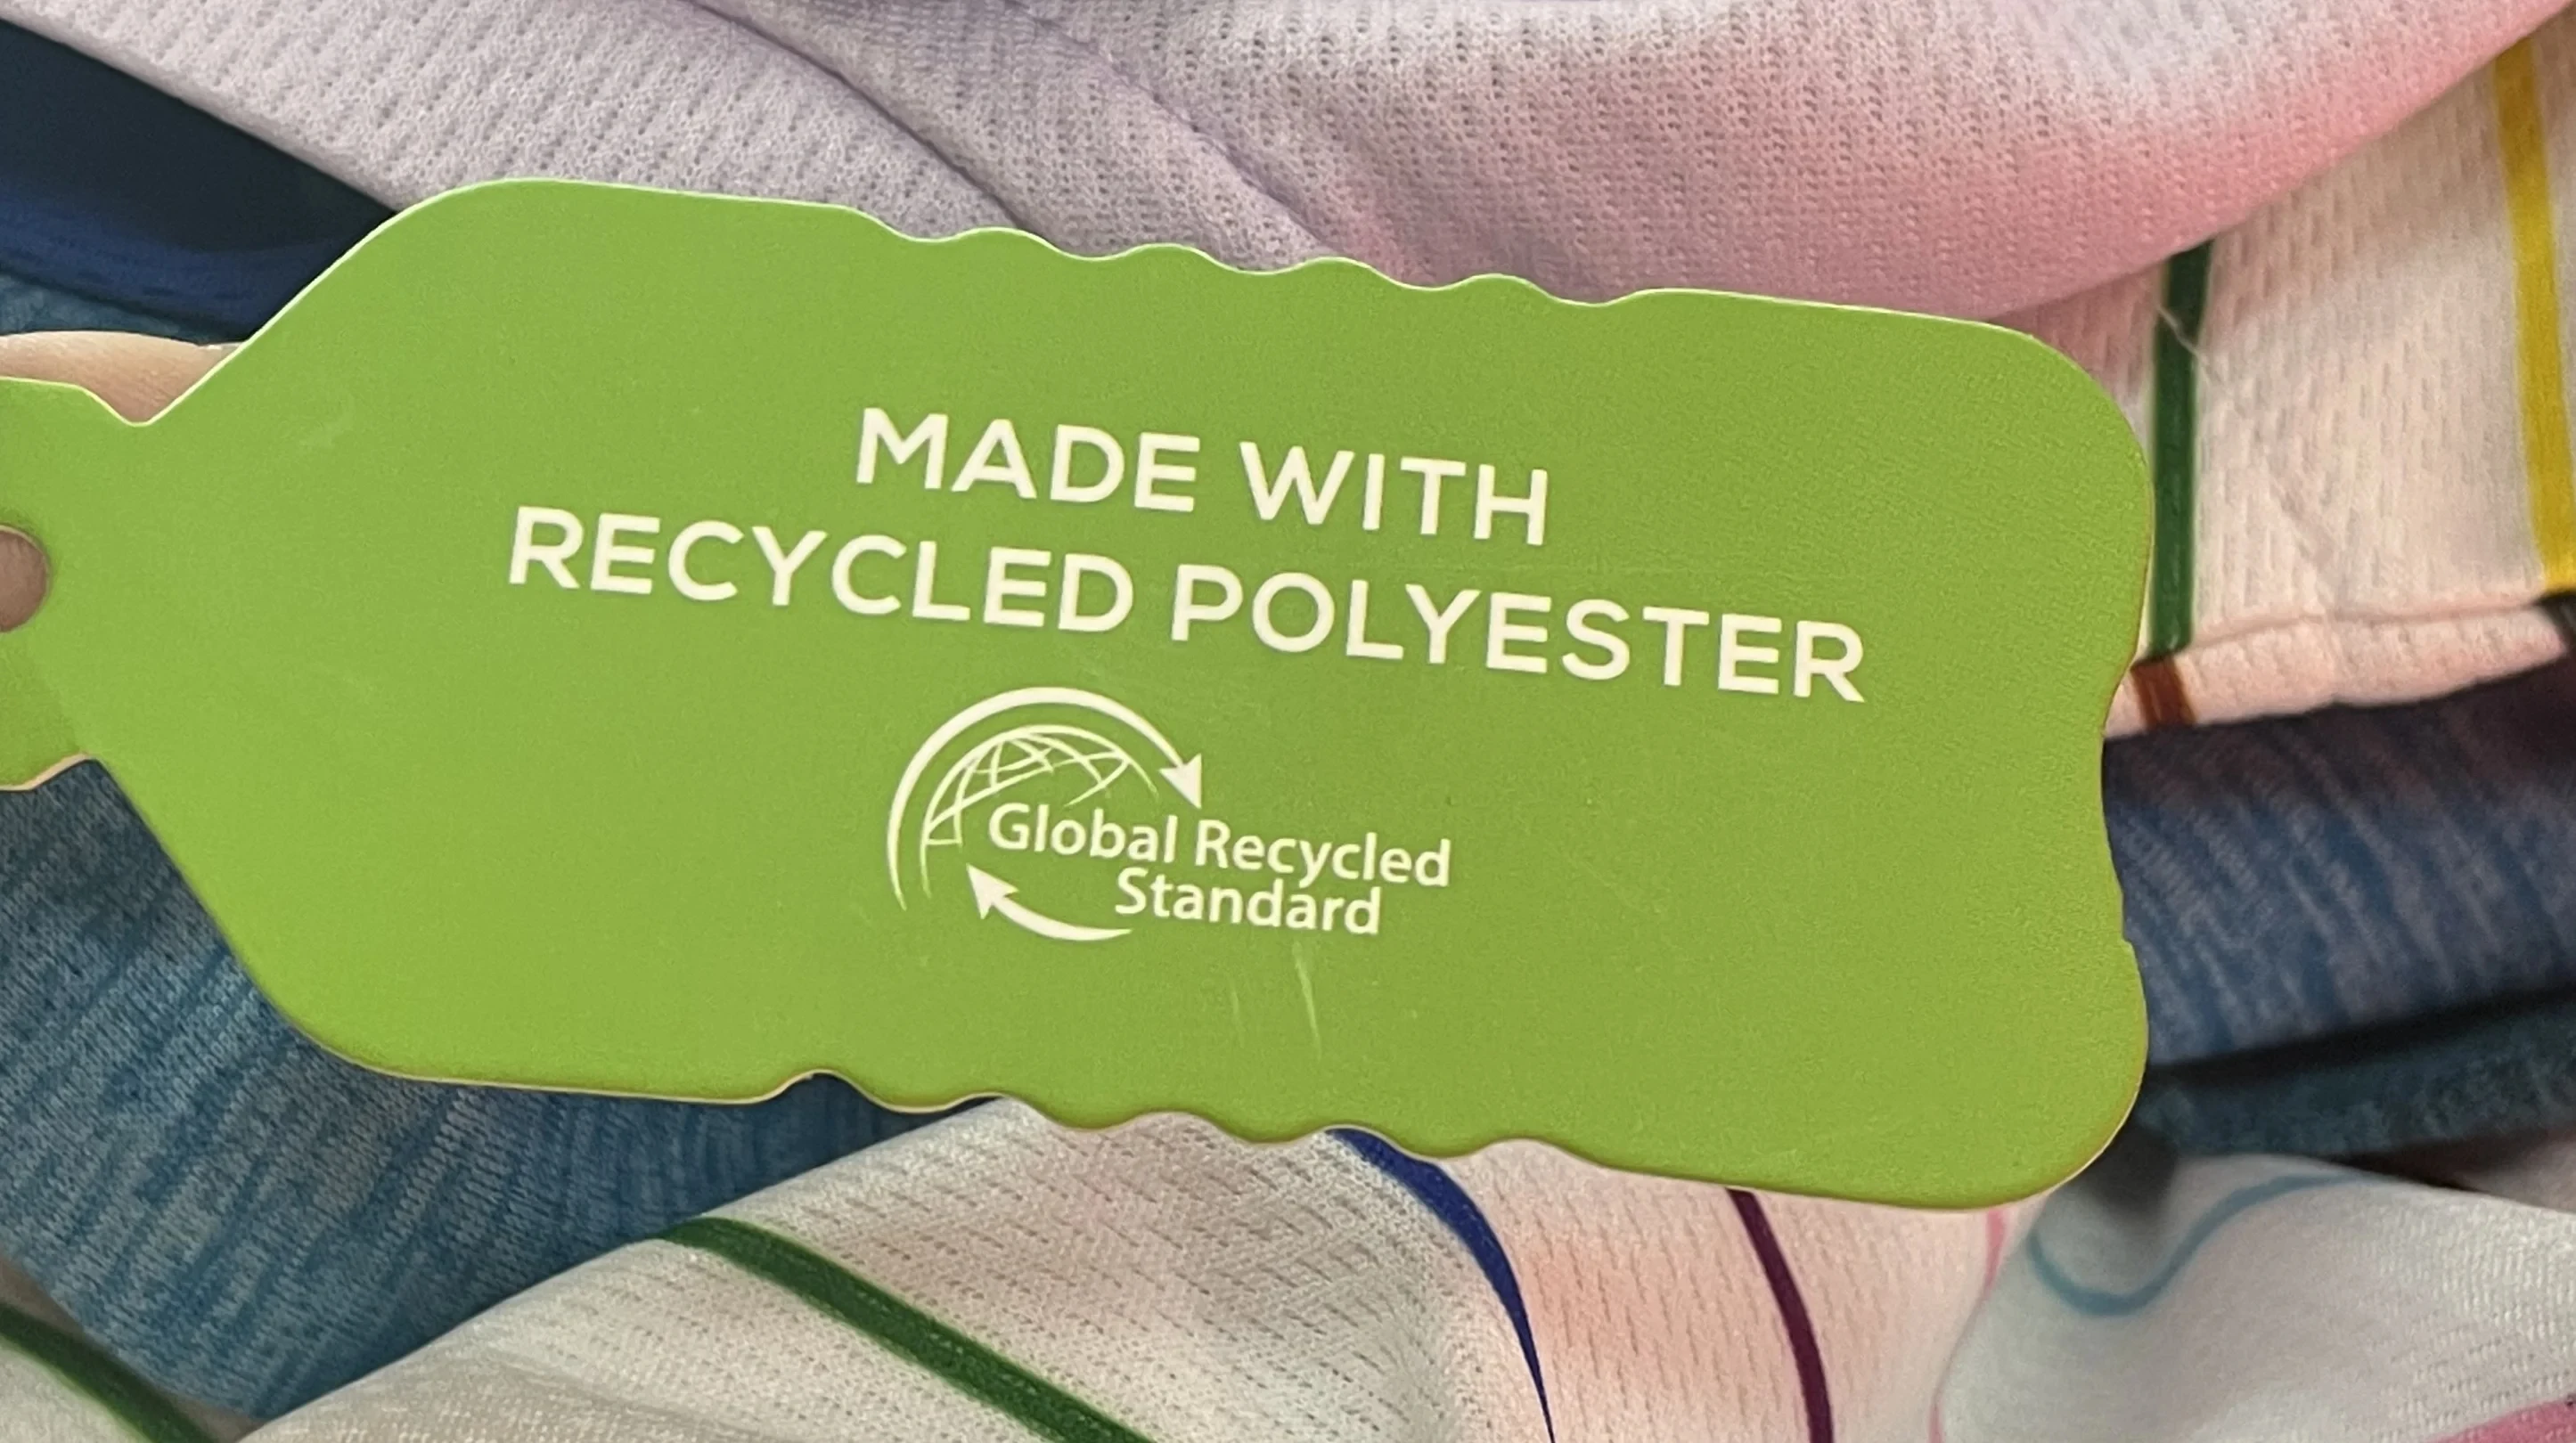 MADE WITH
RECYCLED POLYESTER
Global Recycled
Standard